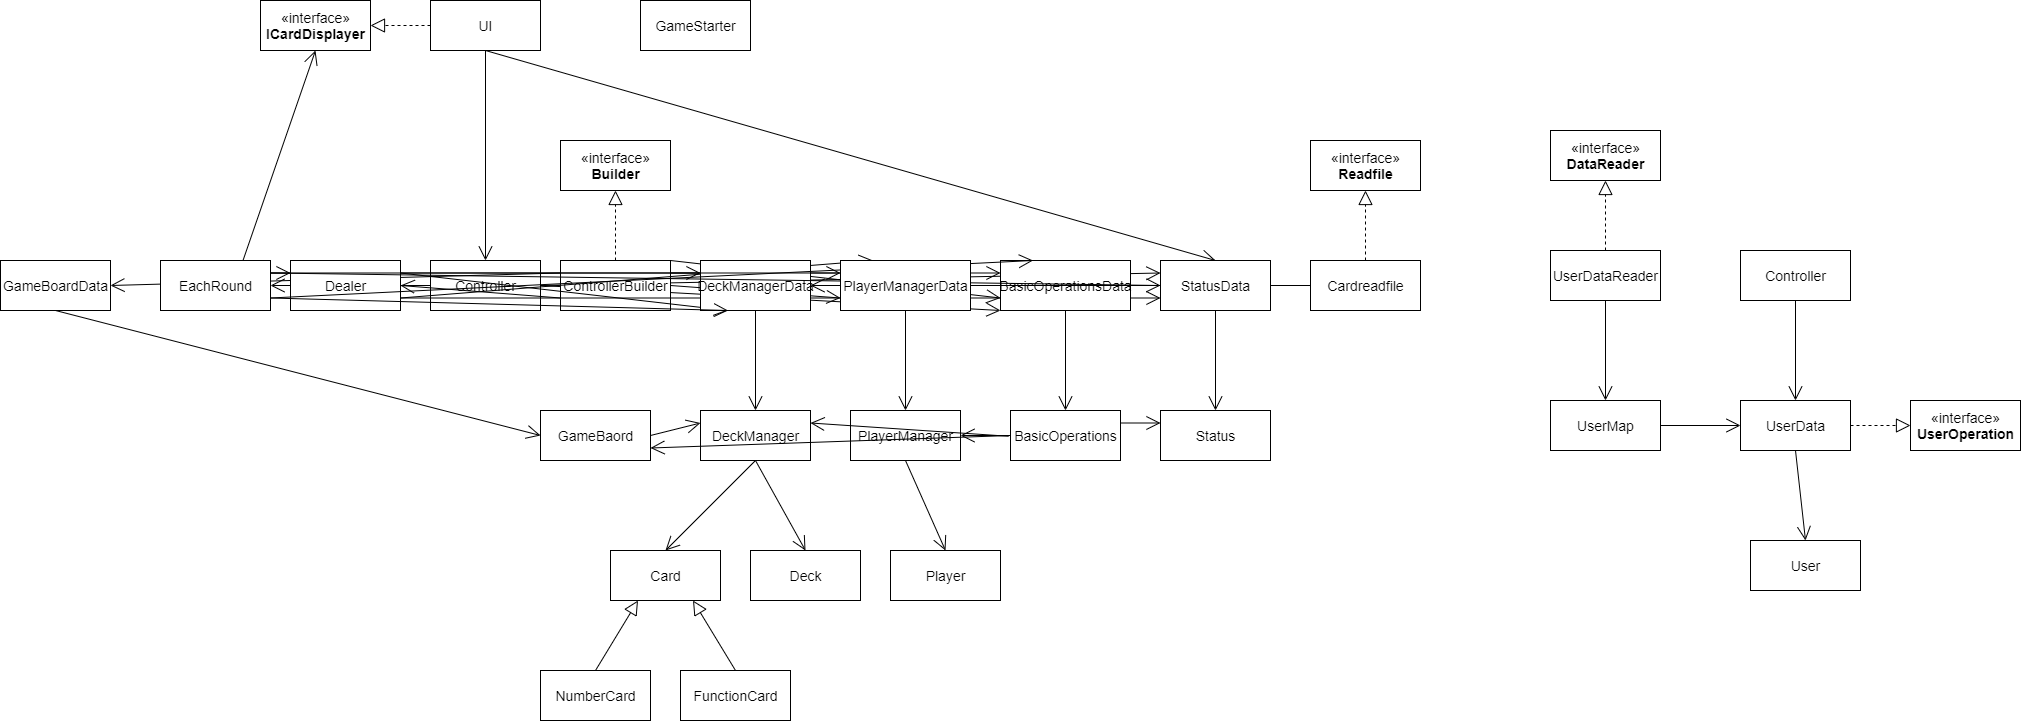 «interface»
ICardDisplayer
UI
GameStarter
«interface»
Builder
«interface»
Readfile
«interface»
DataReader
GameBoardData
EachRound
Dealer
Controller
ControllerBuilder
DeckManagerData
PlayerManagerData
BasicOperationsData
StatusData
Cardreadfile
UserDataReader
Controller
GameBaord
DeckManager
PlayerManager
BasicOperations
Status
UserMap
UserData
«interface»
UserOperation
Card
Deck
Player
User
NumberCard
FunctionCard